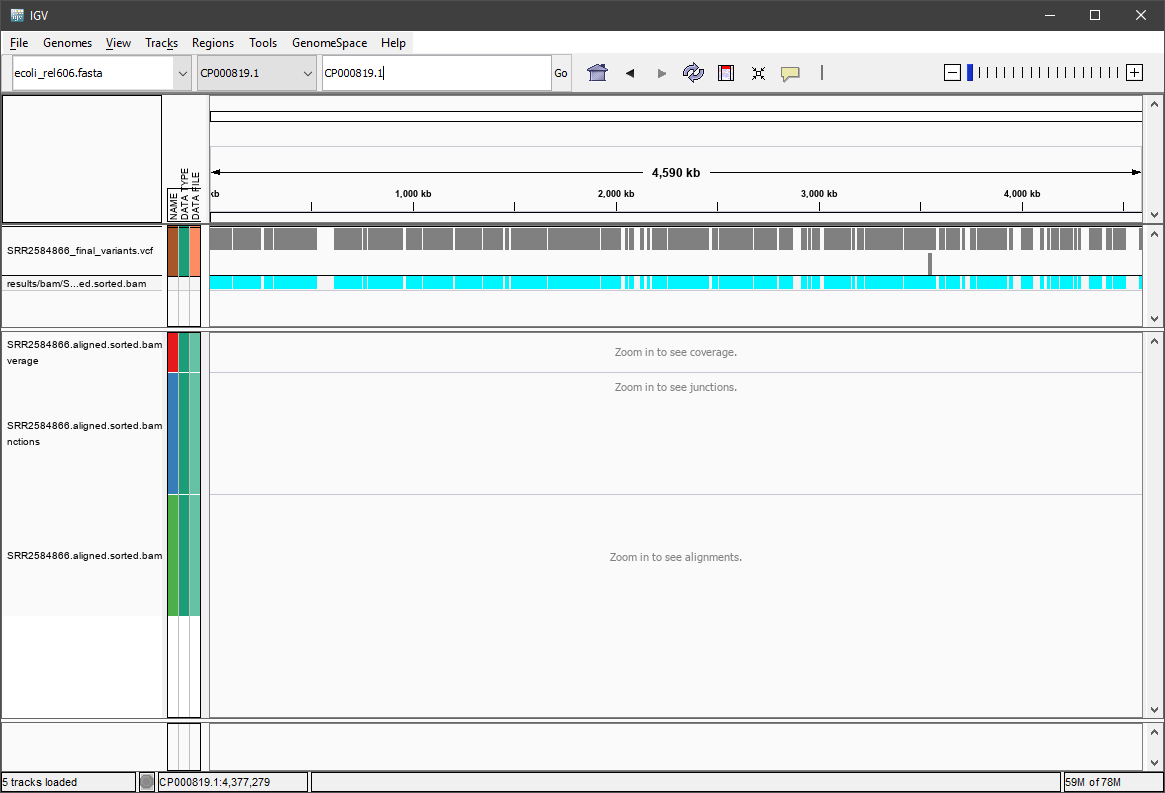 IGV
File Genomes View Tracks Regions Tools GenomeSpace Help
ecoli_rel606.fasta CP000819.1 CP000819.1 Go
NAME
DATA TYPE
DATA FILE
4,590 kb
kb 1,000 kb 2,000 kb 3,000 kb 4,000 kb
SRR2584866_final_variants.vcf
results/bam/S...ed.sorted.bam
SRR2584866.aligned.sorted.bam
verage
Zoom in to see coverage.
Zoom in to see junctions.
SRR2584866.aligned.sorted.bam
nctions
SRR2584866.aligned.sorted.bam
Zoom in to see alignments.
5 tracks loaded CP000819.1:4,377,279 59M of 78M